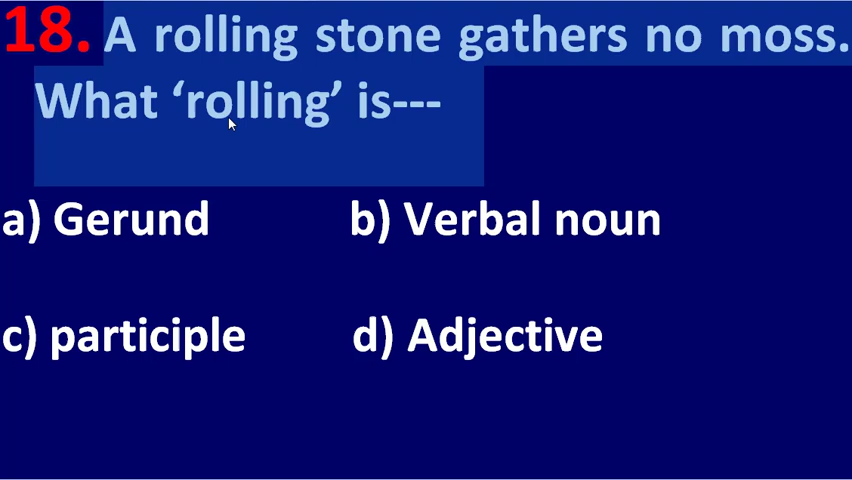 18. A rolling stone gathers no moss.
What ‘rolling’ is---
a) Gerund b) Verbal noun
c) participle d) Adjective